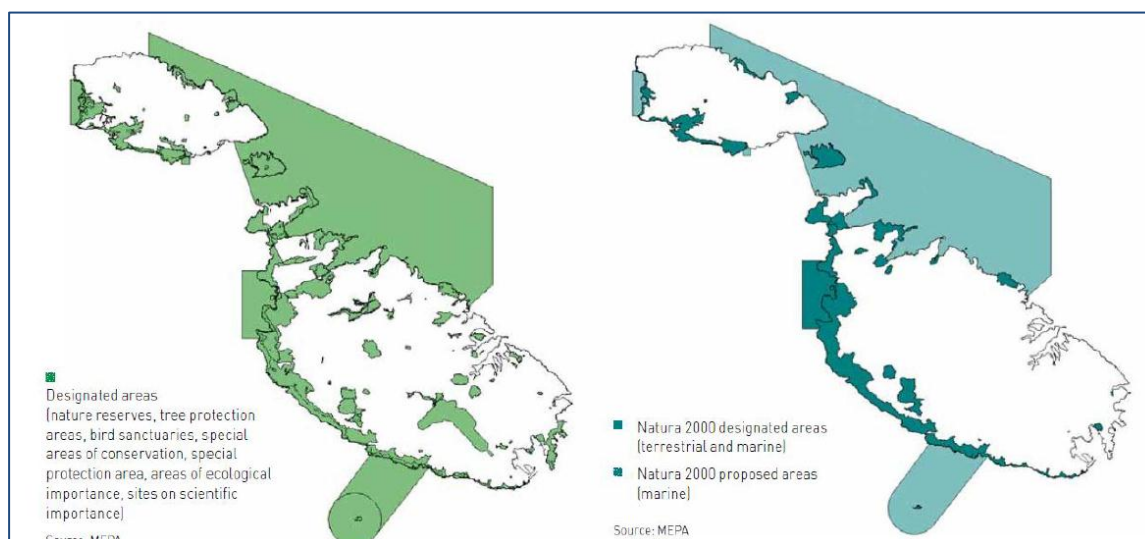 Designated areas
(nature reserves, tree protection
areas, bird sanctuaries, special
areas of conservation, special
protection area, areas of ecological
importance, sites on scientific
importance)
Source: MEPA
Natura 2000 designated areas
(terrestrial and marine)
Natura 2000 proposed areas
(marine)
Source: MEPA